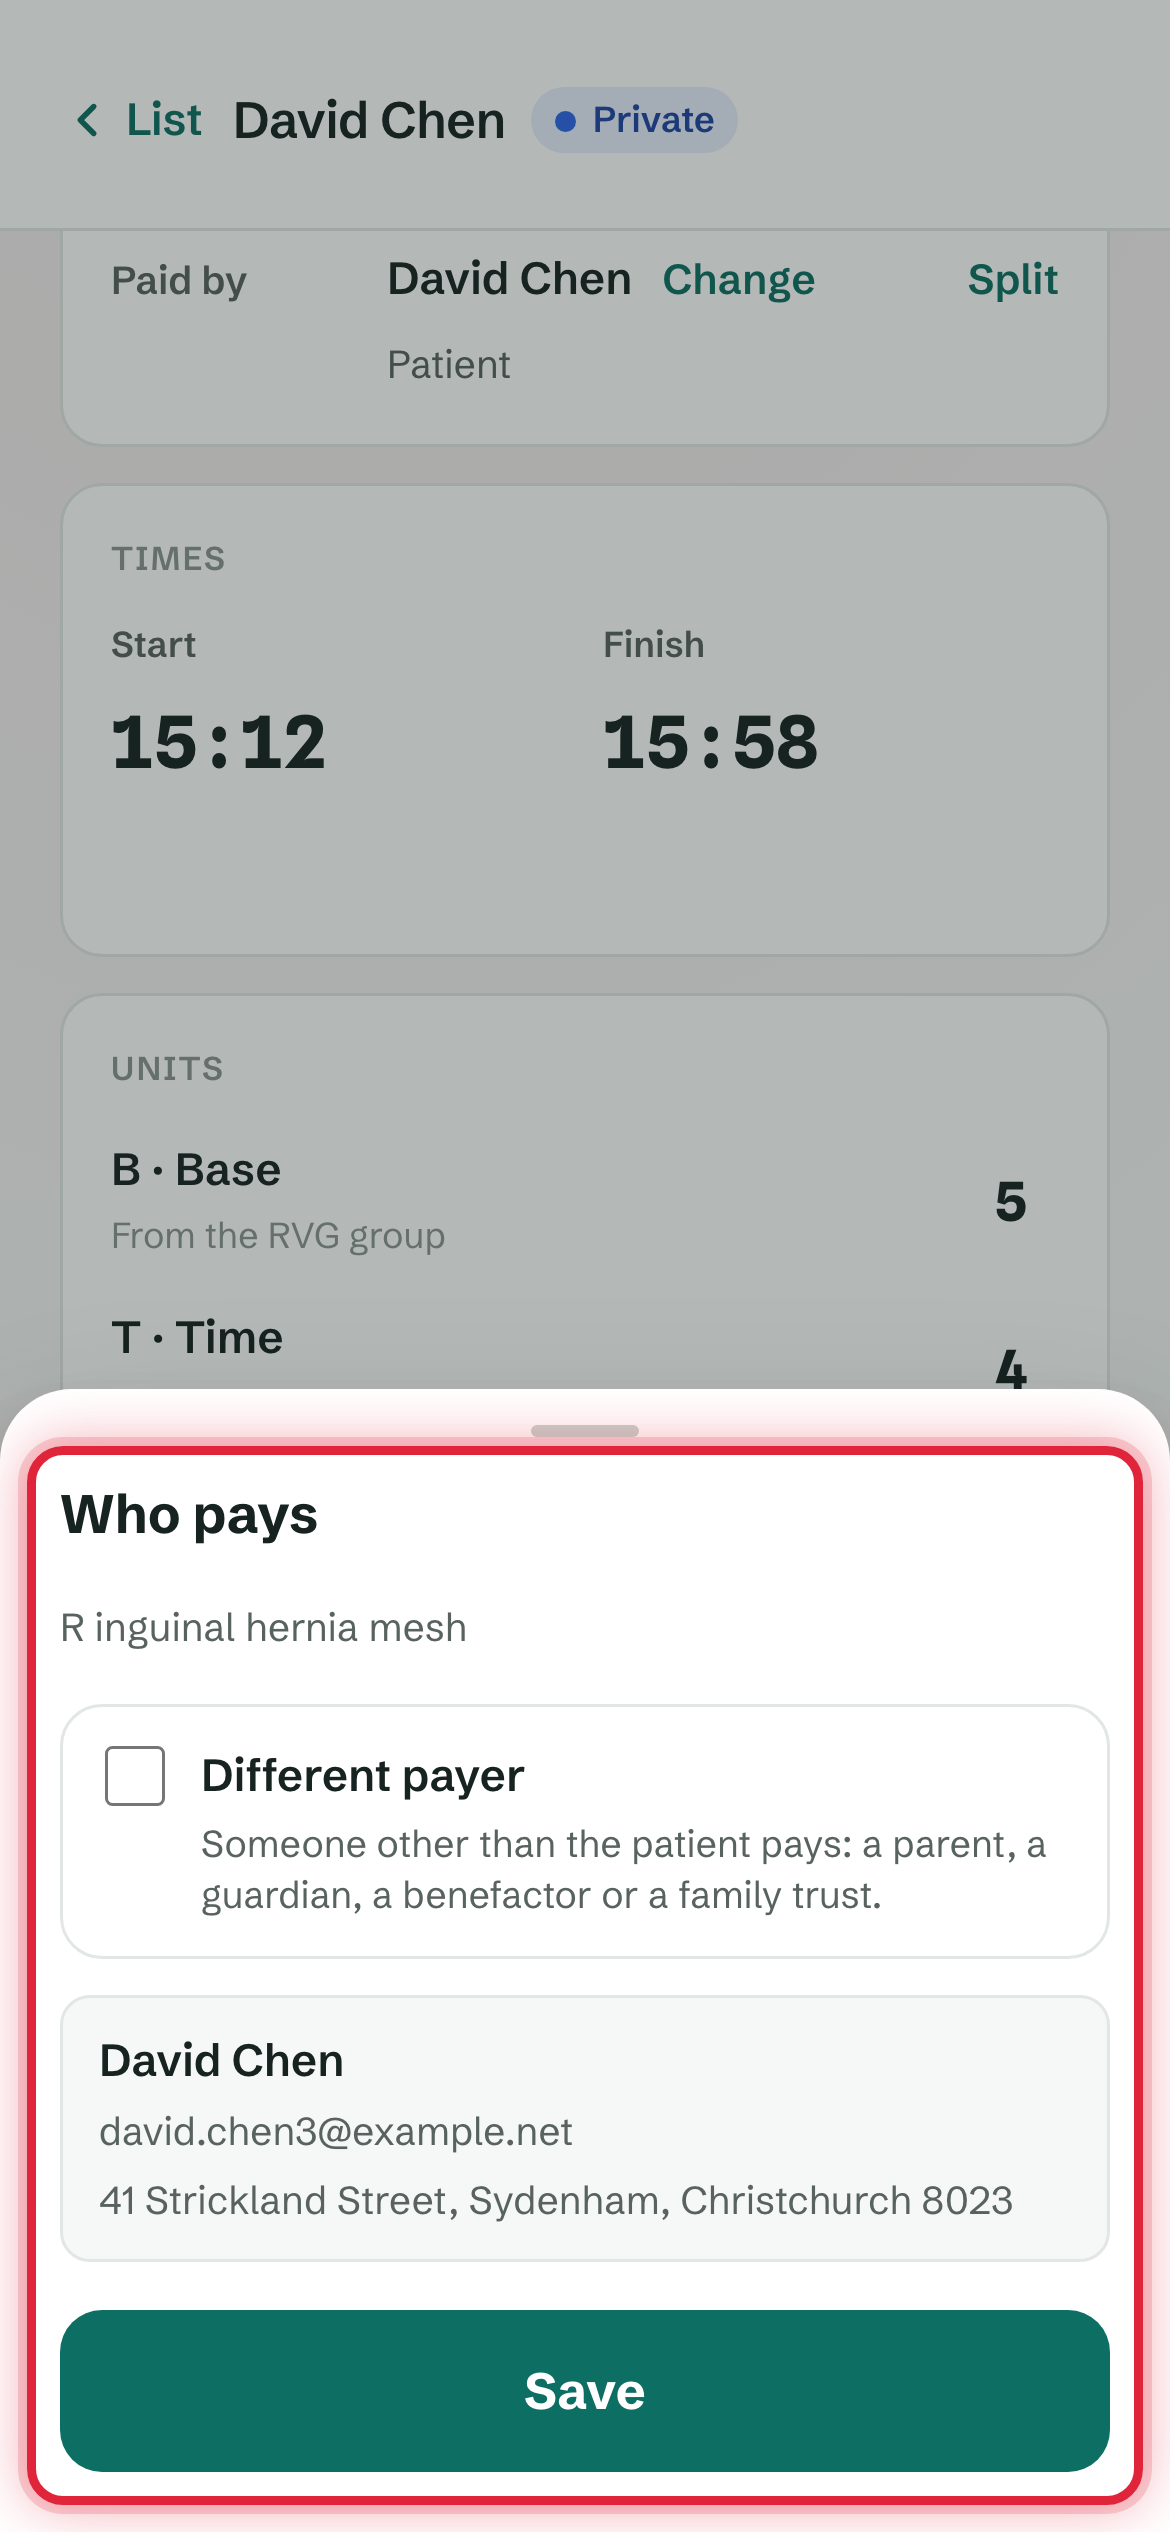 List David Chen Private
Paid by David Chen Change Split
Patient
TIMES
Start Finish
15:12 15:58
UNITS
B · Base 5
From the RVG group
T · Time 4
Who pays
R inguinal hernia mesh
Different payer
Someone other than the patient pays: a parent, a
guardian, a benefactor or a family trust.
David Chen
david.chen3@example.net
41 Strickland Street, Sydenham, Christchurch 8023
Save